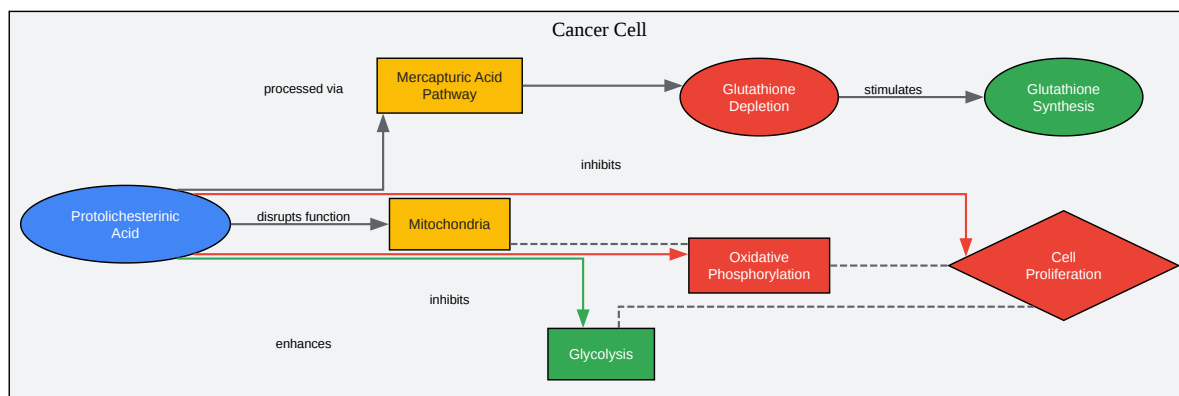 Cancer Cell
processed via
Mercapturic Acid
Pathway
Glutathione
Depletion
stimulates
Glutathione
Synthesis
inhibits
Protolichesterinic
Acid
disrupts function
Mitochondria
Oxidative
Phosphorylation
Cell
Proliferation
inhibits
enhances
Glycolysis